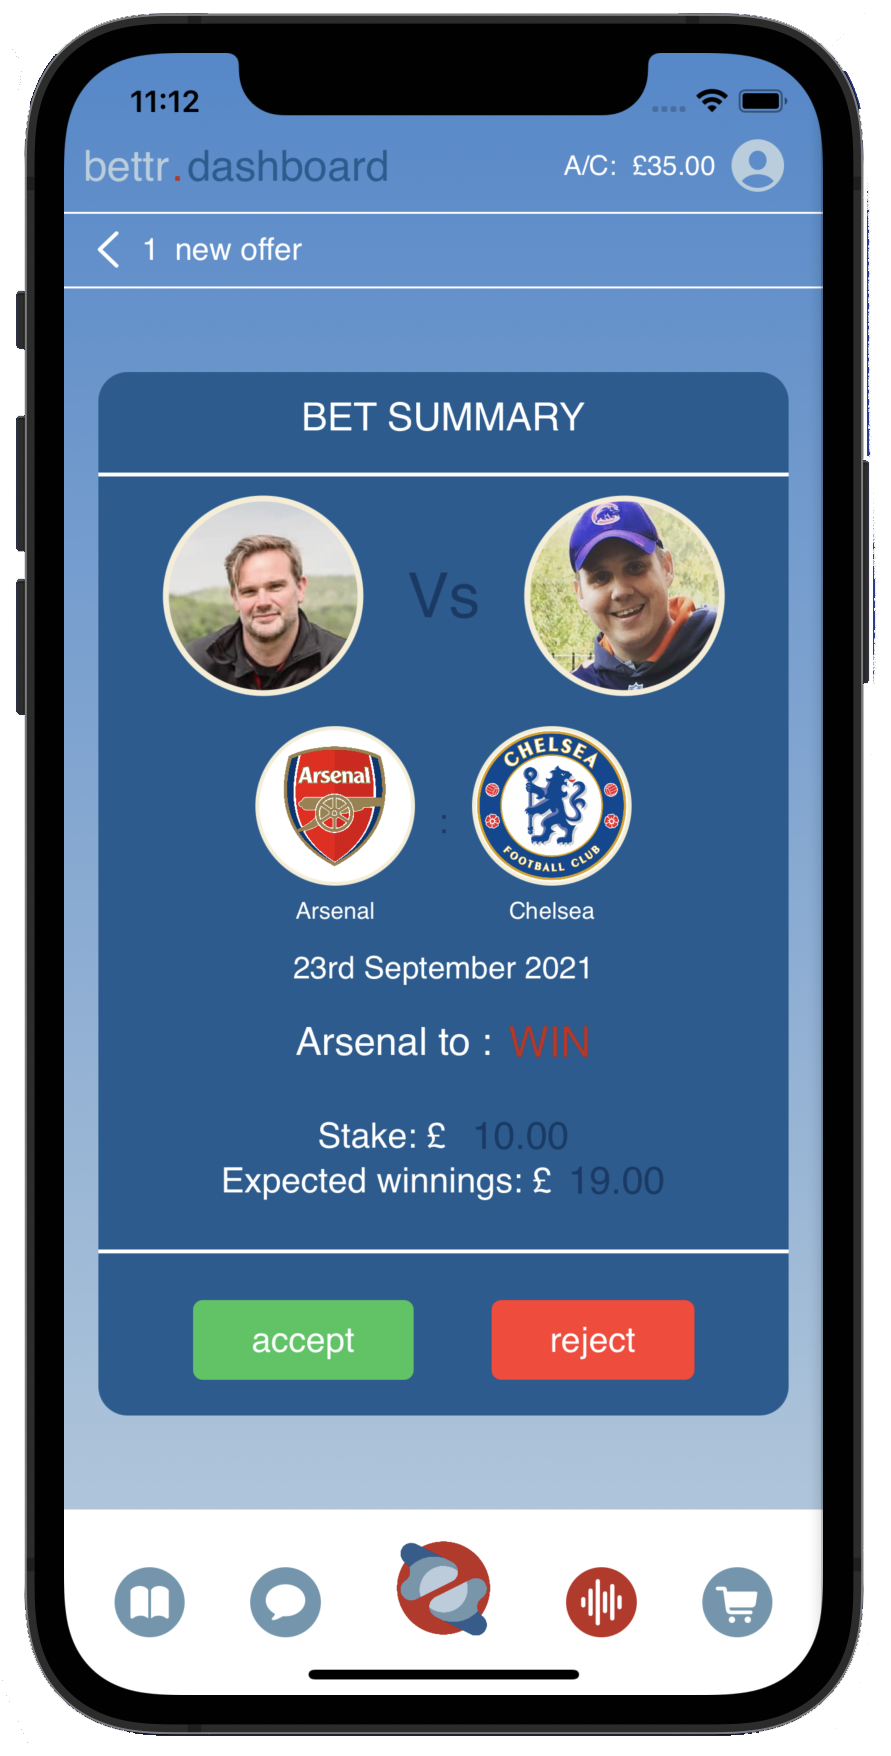 11:12
bettr.dashboard A/C: £35.00
1 new offer
BET SUMMARY
Vs
Arsenal : CHELSEA FOOTBALL CLUB
Arsenal Chelsea
23rd September 2021
Arsenal to : WIN
Stake: £ 10.00
Expected winnings: £ 19.00
accept reject